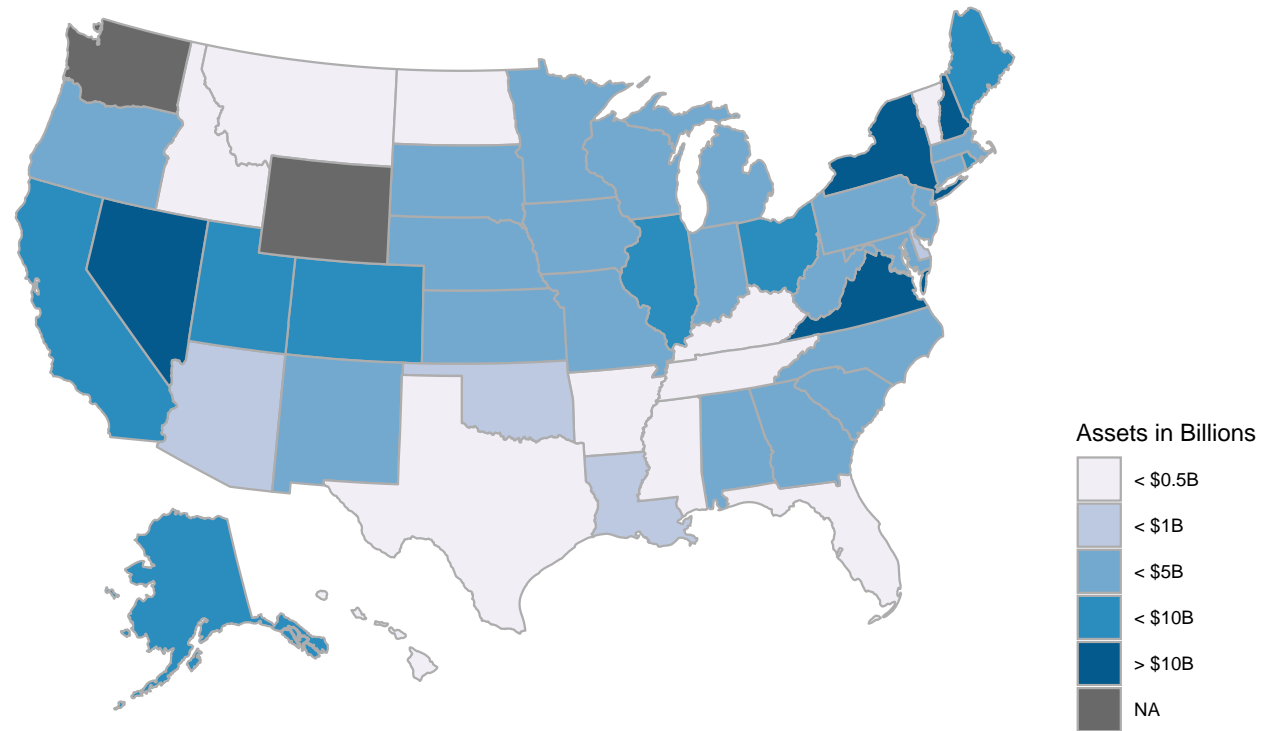 Assets in Billions
< $0.5B
< $1B
< $5B
< $10B
> $10B
NA